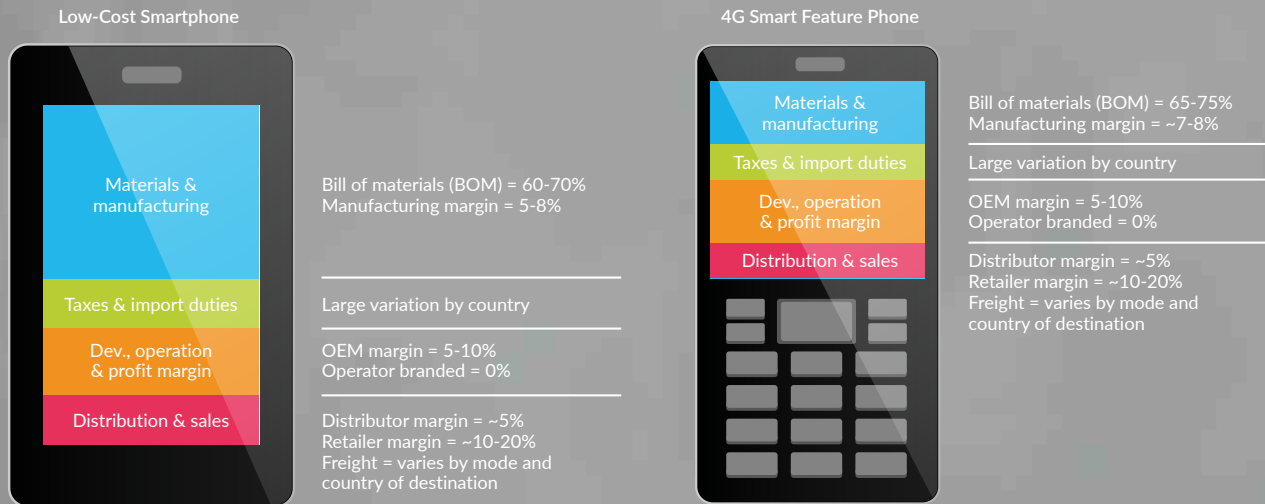 Low-Cost Smartphone
Materials &
manufacturing
Bill of materials (BOM) = 60-70%
Manufacturing margin = 5-8%
Taxes & import duties
Large variation by country
Dev., operation
& profit margin
OEM margin = 5-10%
Operator branded = 0%
Distribution & sales
Distributor margin = ~5%
Retailer margin = ~10-20%
Freight = varies by mode and
country of destination
4G Smart Feature Phone
Materials &
manufacturing
Bill of materials (BOM) = 65-75%
Manufacturing margin = ~7-8%
Taxes & import duties
Large variation by country
Dev., operation
& profit margin
OEM margin = 5-10%
Operator branded = 0%
Distribution & sales
Distributor margin = ~5%
Retailer margin = ~10-20%
Freight = varies by mode and
country of destination